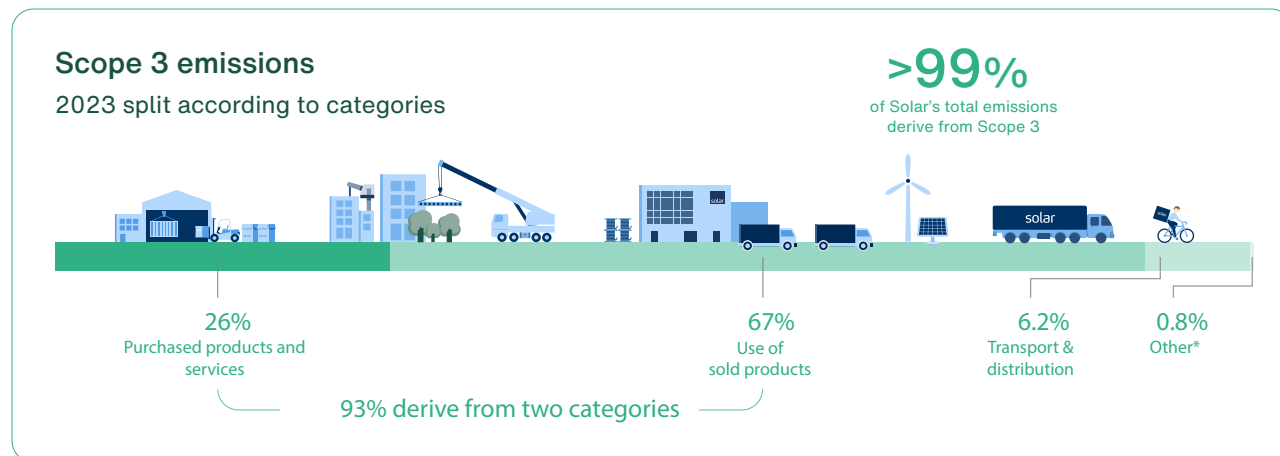 Scope 3 emissions
2023 split according to categories
>99%
of Solar's total emissions
derive from Scope 3
solar
solar
solar
26%
Purchased products and
services
67%
Use of
sold products
6.2%
Transport &
distribution
0.8%
Other*
93% derive from two categories